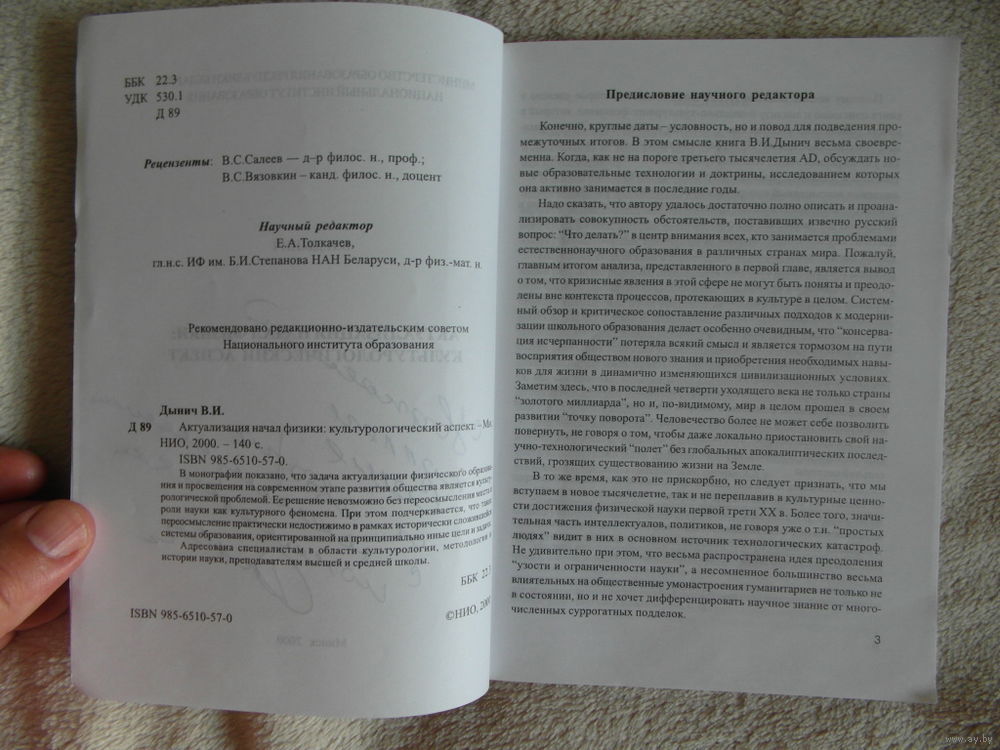 ББК 22.3
УДК 530.1
Д 89
Рецензенты: В.С.Салеев — д–р филос. н., проф.;
В.С.Вязовкин – канд. филос. н., доцент
Научный редактор
Е.А.Толкачев,
гл.н.с. ИФ им. Б.И.Степанова НАН Беларуси, д-р физ.-мат. н.
Рекомендовано редакционно-издательским советом
Национального института образования
Дынич В.И.
Д 89 Актуализация начал физики: культурологический аспект. – Мн.
НИО, 2000. – 140 с.
ISBN 985-6510-57-0.
В монографии показано, что задача актуализации физического образова-
ния и просвещения на современном этапе развития общества является культу-
рологической проблемой. Ее решение невозможно без переосмысления места и
роли науки как культурного феномена. При этом подчеркивается, что такое
переосмысление практически недостижимо в рамках исторически сложившейся
системы образования, ориентированной на принципиально иные цели и задачи.
Адресована специалистам в области культурологии, методологии и
истории науки, преподавателям высшей и средней школы.
ББК 22.3
ISBN 985-6510-57-0
©НИО, 2000
Предисловие научного редактора
Конечно, круглые даты – условность, но и повод для подведения про-
межуточных итогов. В этом смысле книга В.И.Дынич весьма своевре-
менна. Когда, как не на пороге третьего тысячелетия AD, обсуждать но-
вые образовательные технологии и доктрины, исследованием которых
она активно занимается в последние годы.
Надо сказать, что автору удалось достаточно полно описать и проана-
лизировать совокупность обстоятельств, поставивших извечно русский
вопрос: “Что делать?” в центр внимания всех, кто занимается проблемами
естественнонаучного образования в различных странах мира. Пожалуй,
главным итогом анализа, представленного в первой главе, является вывод
о том, что кризисные явления в этой сфере не могут быть поняты и преодо-
лены вне контекста процессов, протекающих в культуре в целом. Систем-
ный обзор и критическое сопоставление различных подходов к модерни-
зации школьного образования делает особенно очевидным, что “консерва-
ция исчерпанности” потеряла всякий смысл и является тормозом на пути
восприятия обществом нового знания и приобретения необходимых навы-
ков для жизни в динамично изменяющихся цивилизационных условиях.
Заметим здесь, что в последней четверти уходящего века не только страны
“золотого миллиарда”, но и, по-видимому, мир в целом прошел в своем
развитии “точку поворота”. Человечество более не может себе позволить
повернуть, не говоря о том, чтобы даже локально приостановить свой на-
учно-технологический “полет” без глобальных апокалиптических послед-
ствий, грозящих существованию жизни на Земле.
В то же время, как это не прискорбно, но следует признать, что мы
вступаем в новое тысячелетие, так и не переплавив в культурные ценно-
сти достижения физической науки первой трети XX в. Более того, значи-
тельная часть интеллектуалов, политиков, не говоря уже о т.н. “простых
людях” видит в них в основном источник технологических катастроф.
Не удивительно при этом, что весьма распространена идея преодоления
“узости и ограниченности науки”, а несомненное большинство весьма
влиятельных на общественные умонастроения гуманитариев не только не
в состоянии, но и не хочет дифференцировать научное знание от много-
численных суррогатных подделок.
3
www.ay.by